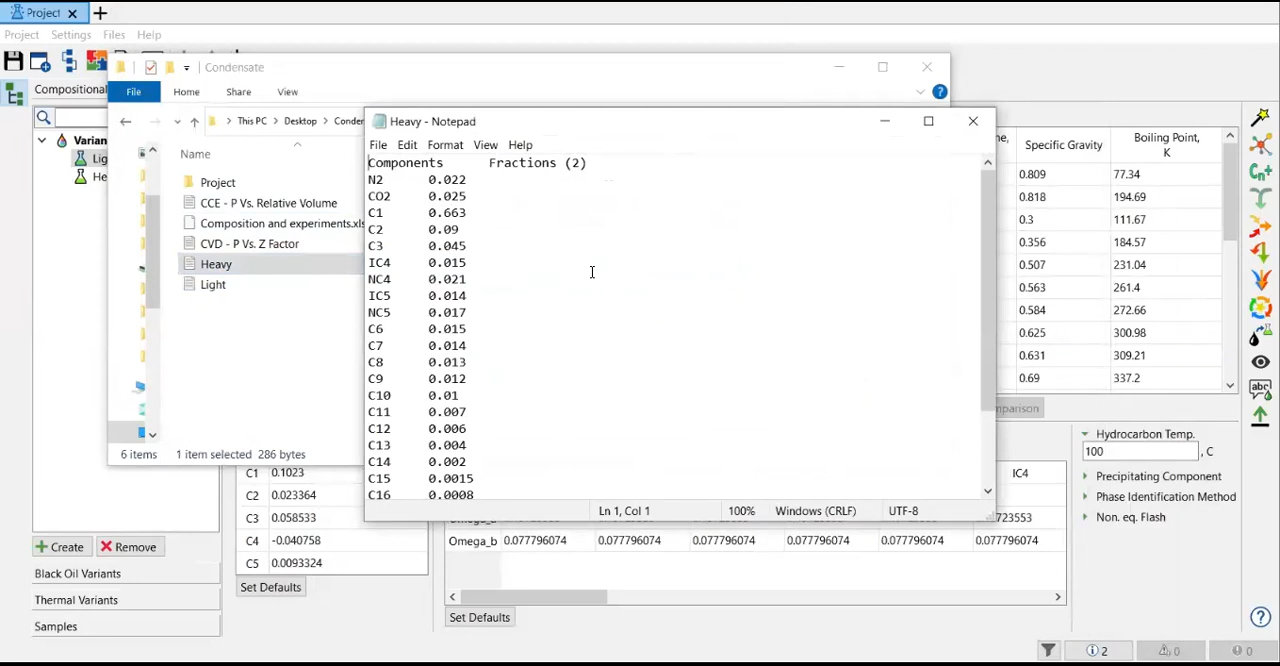 Project
Project Settings Files Help
Condensate
File Home Share View
This PC Desktop
Name
Project
CCE - P Vs. Relative Volume
Composition and experiments.xls
CVD - P Vs. Z Factor
Heavy
Light
6 items 1 item selected 286 bytes
Heavy - Notepad
File Edit Format View Help
Components Fractions (2)
N2 0.022
CO2 0.025
C1 0.663
C2 0.09
C3 0.045
IC4 0.015
NC4 0.021
IC5 0.014
NC5 0.017
C6 0.015
C7 0.014
C8 0.013
C9 0.012
C10 0.01
C11 0.007
C12 0.006
C13 0.004
C14 0.002
C15 0.0015
C16 0.0008
Ln 1, Col 1 100% Windows (CRLF) UTF-8
Compositional
Varian
Lig
He
Create Remove
Black Oil Variants
Thermal Variants
Samples
C1 0.1023
C2 0.023364
C3 0.058533
C4 -0.040758
C5 0.0093324
Set Defaults
IC4
723553
Omega_b 0.077796074 0.077796074 0.077796074 0.077796074 0.077796074 0.077796074
Set Defaults
Specific Gravity Boiling Point, K
0.809 77.34
0.818 194.69
0.3 111.67
0.356 184.57
0.507 231.04
0.563 261.4
0.584 272.66
0.625 300.98
0.631 309.21
0.69 337.2
Hydrocarbon Temp.
100 , C
Precipitating Component
Phase Identification Method
Non. eq. Flash
Cn+
abc
2 0 0